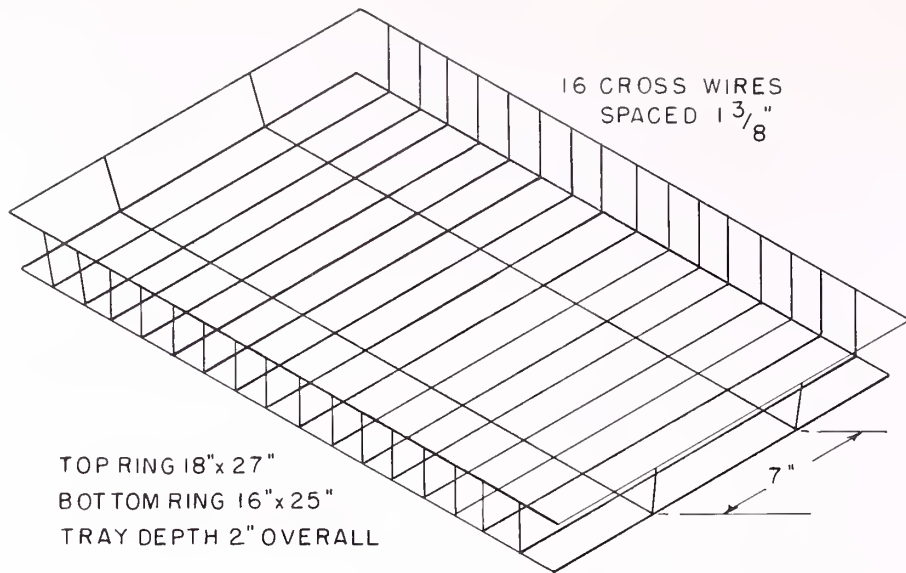 16 CROSS WIRES
SPACED 1 3/8"
7"
TOP RING 18" x 27"
BOTTOM RING 16" x 25"
TRAY DEPTH 2" OVERALL